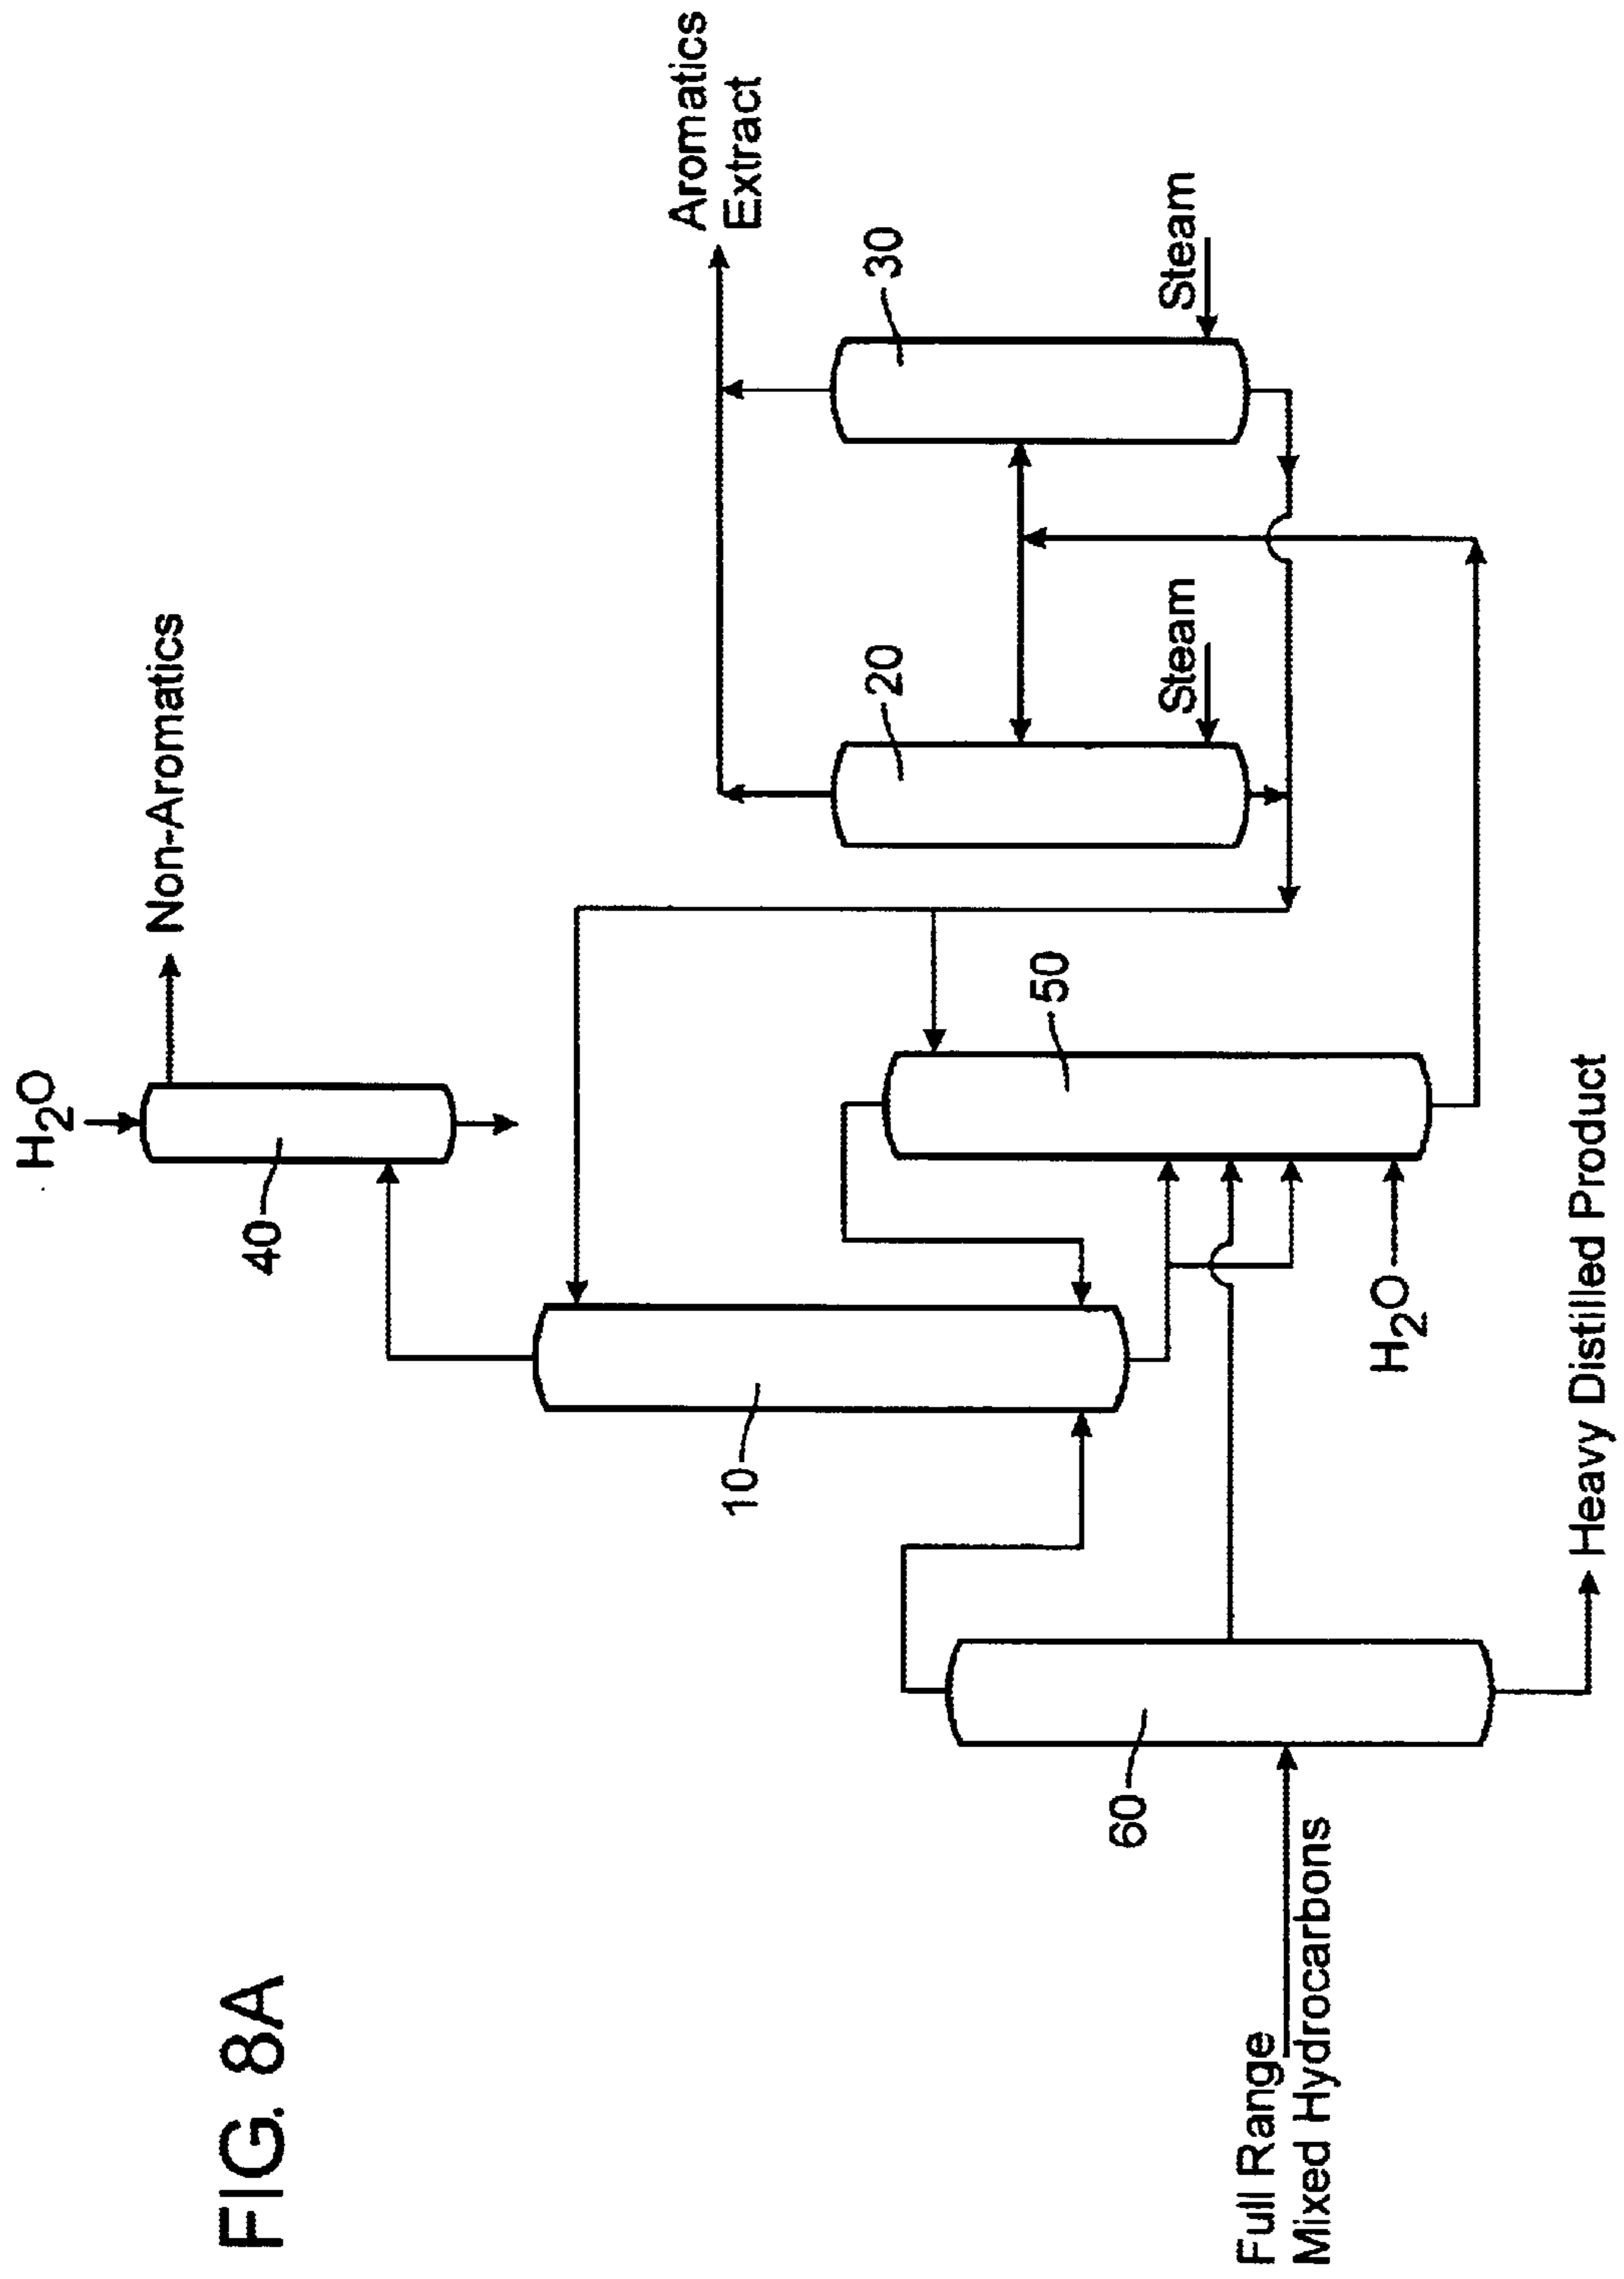 FIG. 8A
H2O
Non-Aromatics
40
Aromatics
Extract
10
20
30
50
Steam
Steam
60
H2O
Full Range
Mixed Hydrocarbons
Heavy Distilled Product